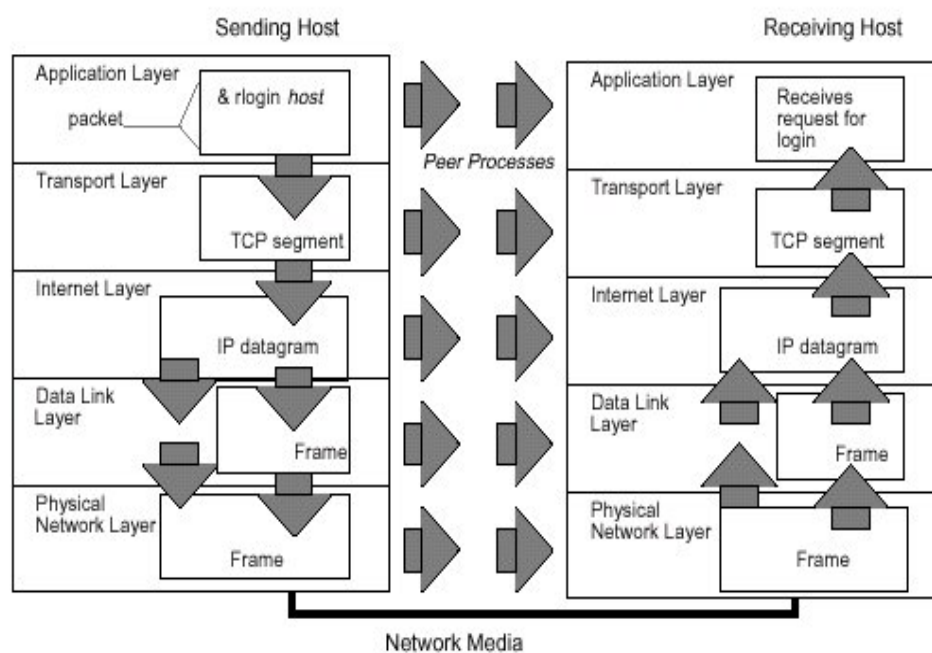 Sending Host
Receiving Host
Application Layer
packet
& rlogin host
Peer Processes
Application Layer
Receives
request for
login
Transport Layer
TCP segment
Transport Layer
TCP segment
Internet Layer
IP datagram
Internet Layer
IP datagram
Data Link
Layer
Frame
Data Link
Layer
Frame
Physical
Network Layer
Frame
Physical
Network Layer
Frame
Network Media